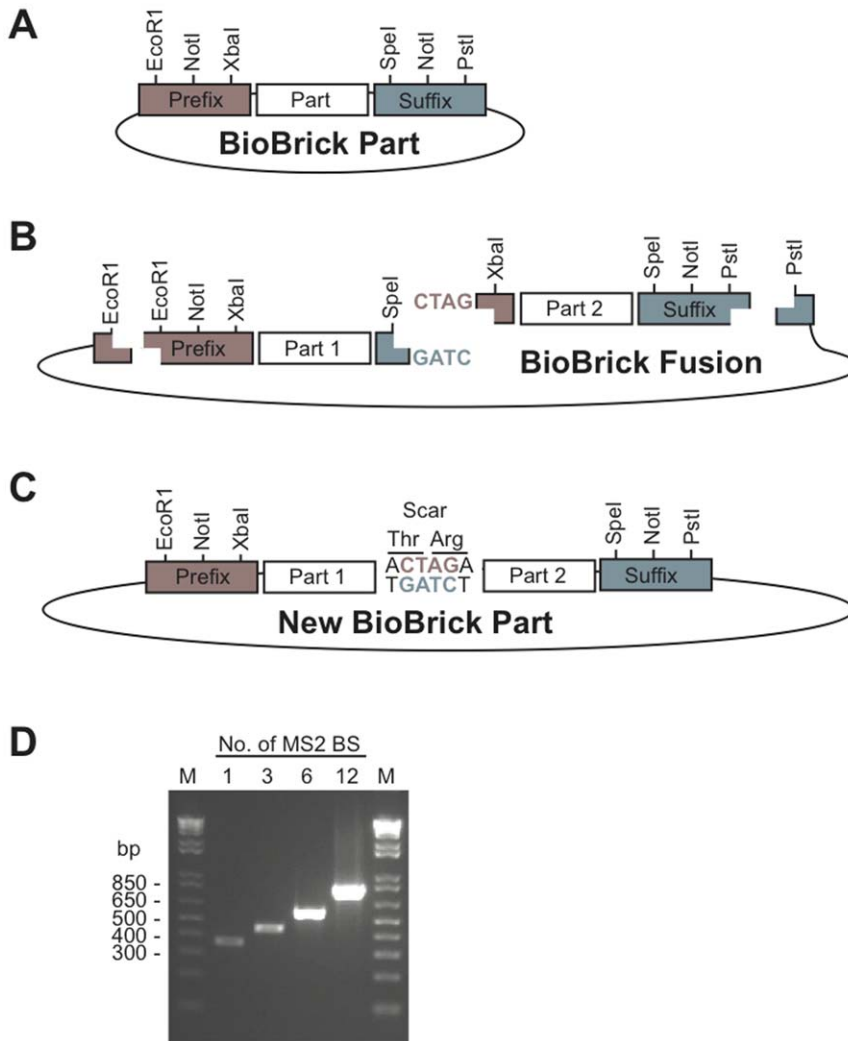 A
EcoR1 NotI XbaI SpeI NotI PstI
Prefix Part Suffix
BioBrick Part
B
EcoR1 EcoR1 NotI XbaI SpeI XbaI SpeI NotI PstI PstI
CTAG Part 2 Suffix
Prefix Part 1 GATC BioBrick Fusion
C
EcoR1 NotI XbaI Scar SpeI NotI PstI
Thr Arg
Prefix Part 1 ACTAGA Part 2 Suffix
TGATCT
New BioBrick Part
D
No. of MS2 BS
M 1 3 6 12 M
bp
850 -
650 -
500 -
400 -
300 -